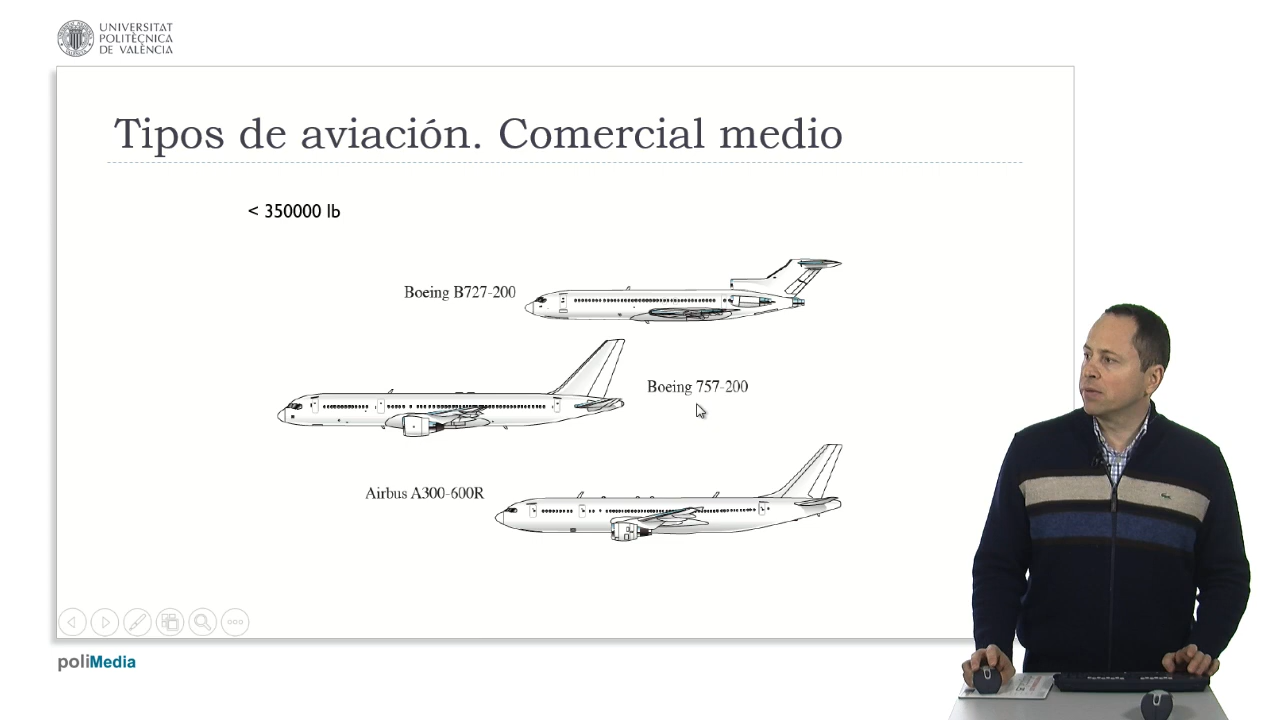 UNIVERSITAT
POLITÈCNICA
DE VALÈNCIA
Tipos de aviación. Comercial medio
< 350000 lb
Boeing B727-200
Boeing 757-200
Airbus A300-600R
poliMedia